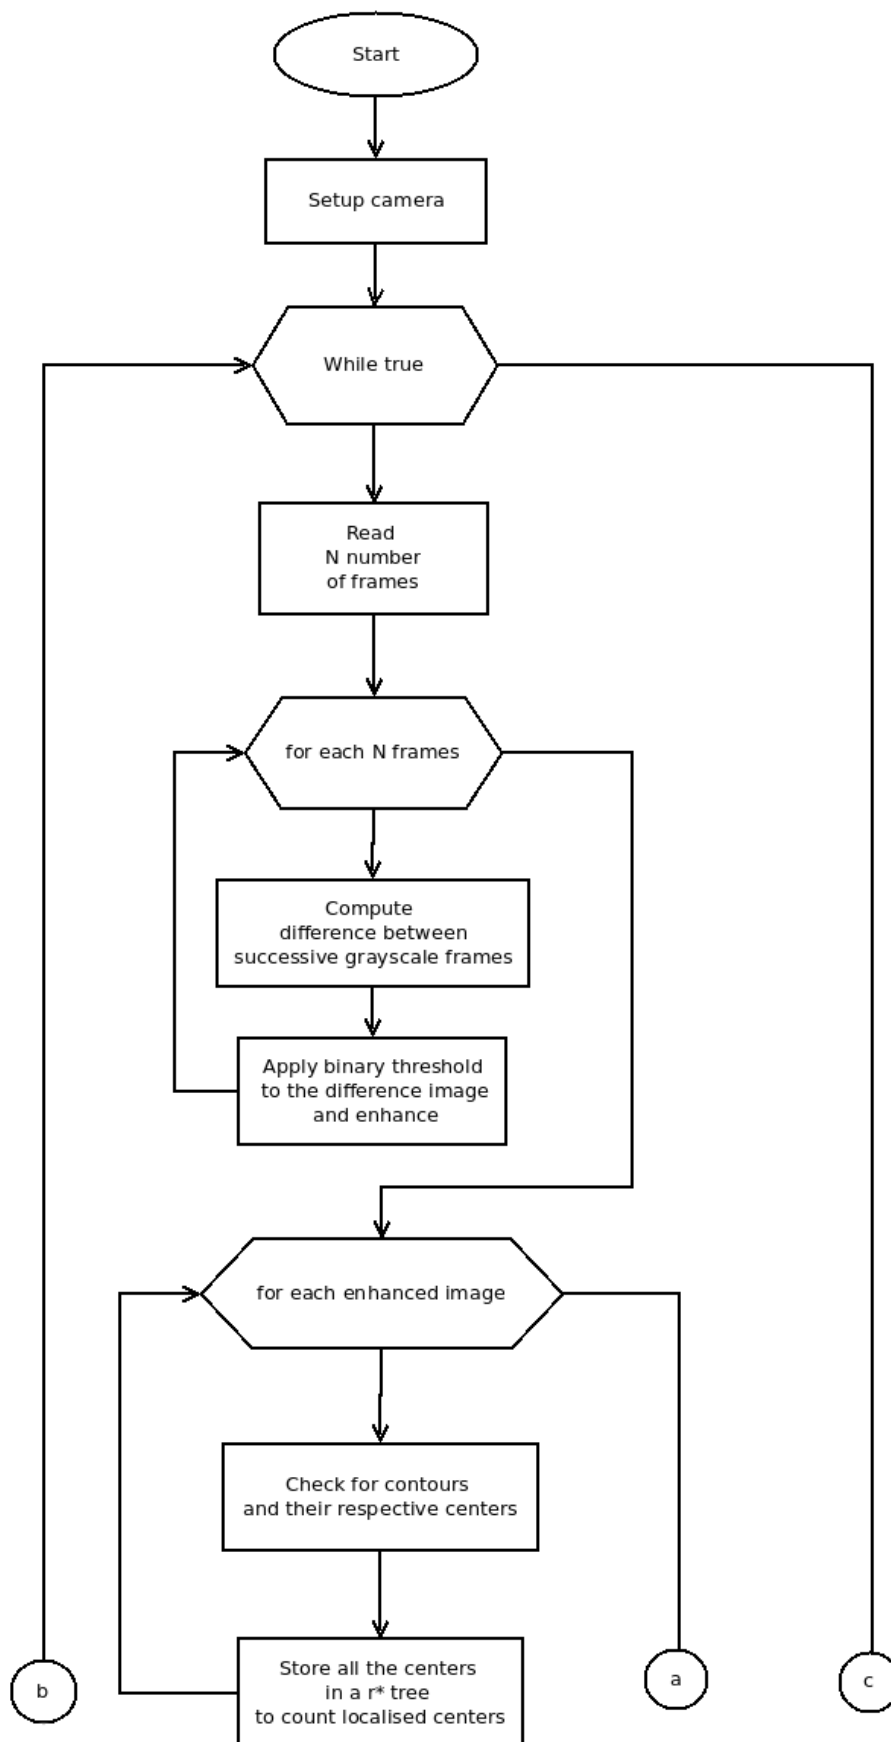 Start
Setup camera
While true
Read
N number
of frames
for each N frames
Compute
difference between
successive grayscale frames
Apply binary threshold
to the difference image
and enhance
for each enhanced image
Check for contours
and their respective centers
Store all the centers
in a r* tree
to count localised centers
b
a
c